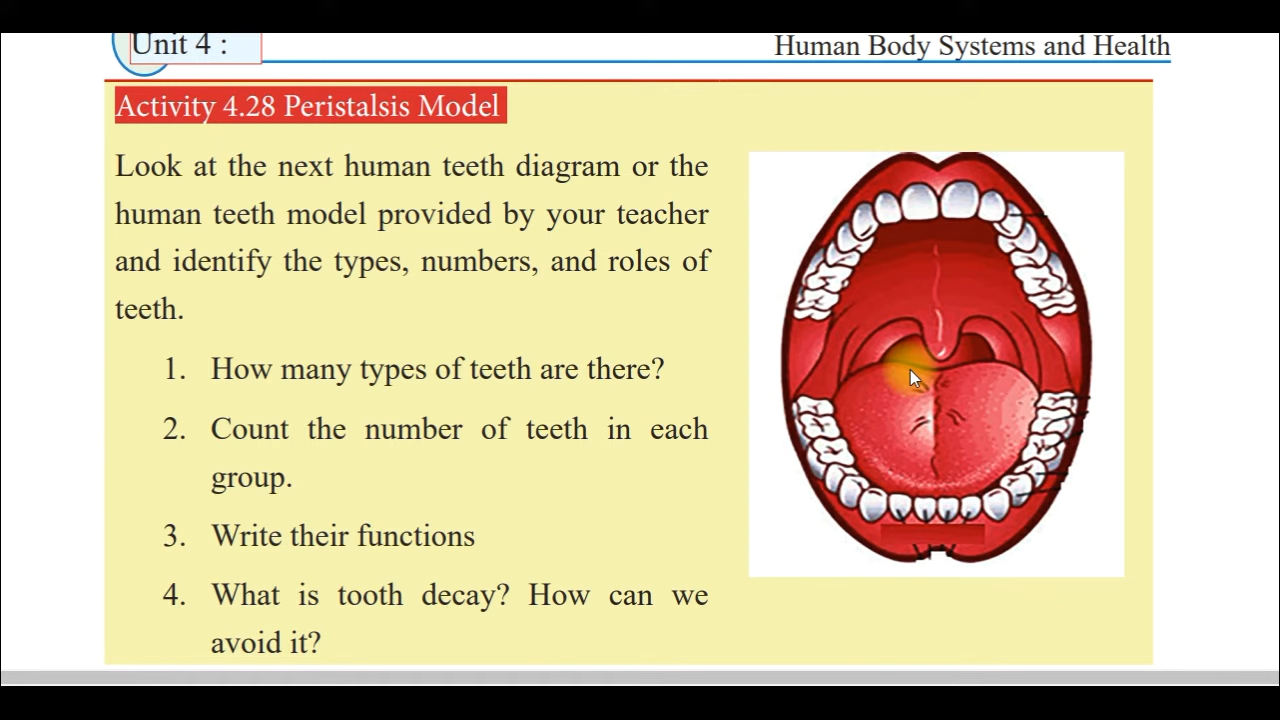 Unit 4 :
Human Body Systems and Health
Activity 4.28 Peristalsis Model
Look at the next human teeth diagram or the
human teeth model provided by your teacher
and identify the types, numbers, and roles of
teeth.
1. How many types of teeth are there?
2. Count the number of teeth in each
group.
3. Write their functions
4. What is tooth decay? How can we
avoid it?